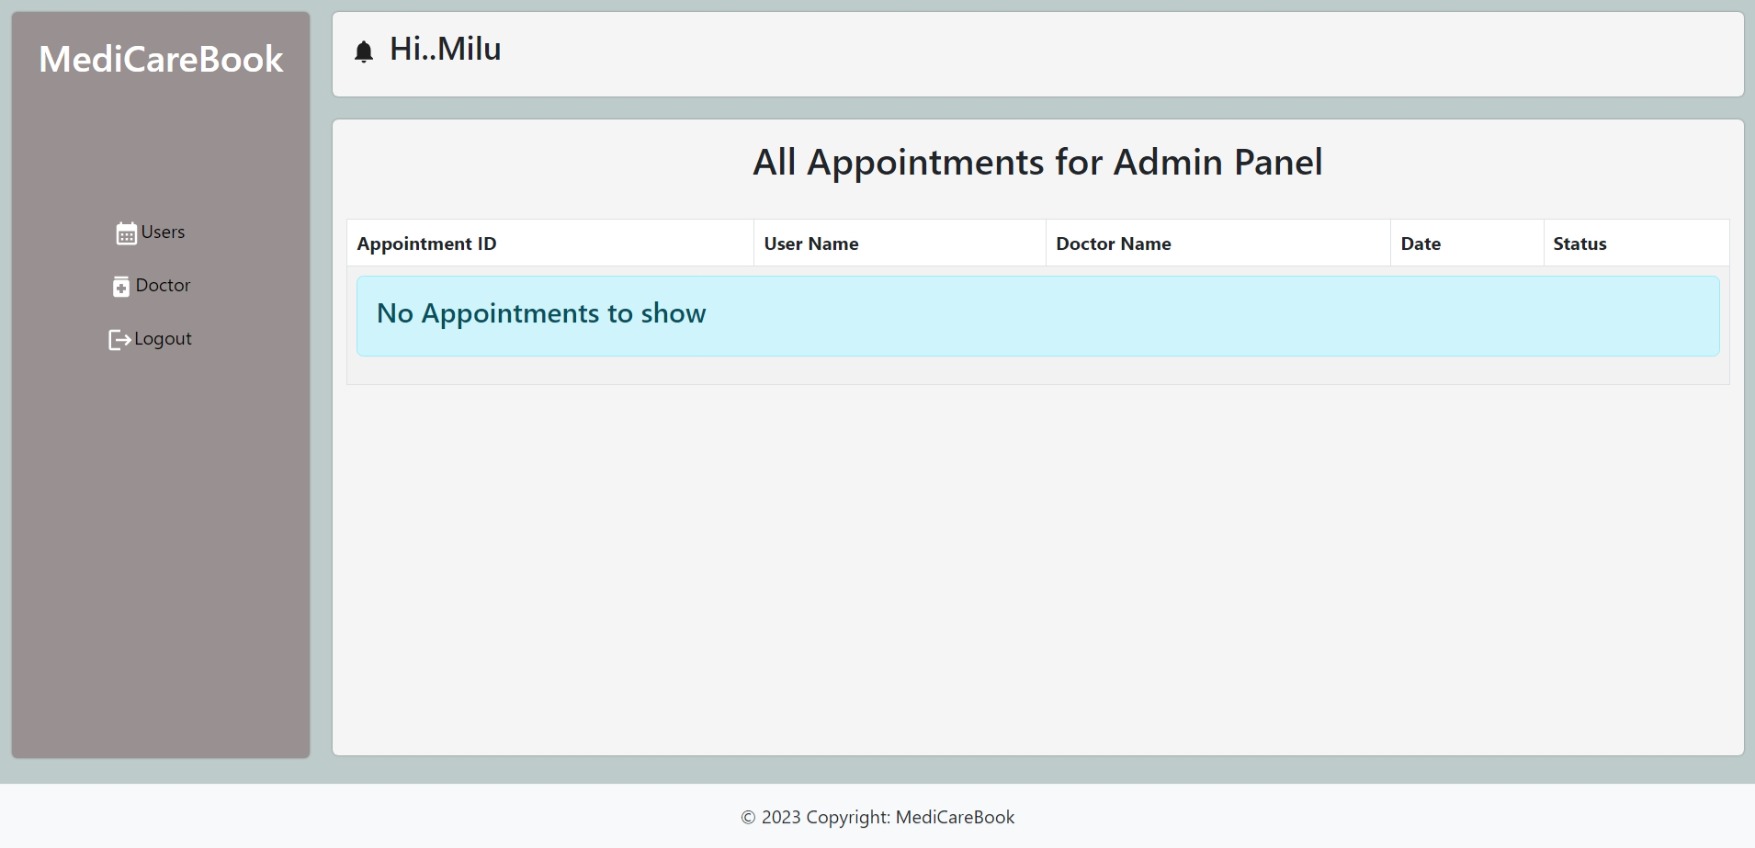 MediCareBook
Users
Doctor
Logout
Hi..Milu
All Appointments for Admin Panel
Appointment ID User Name Doctor Name Date Status
No Appointments to show
© 2023 Copyright: MediCareBook